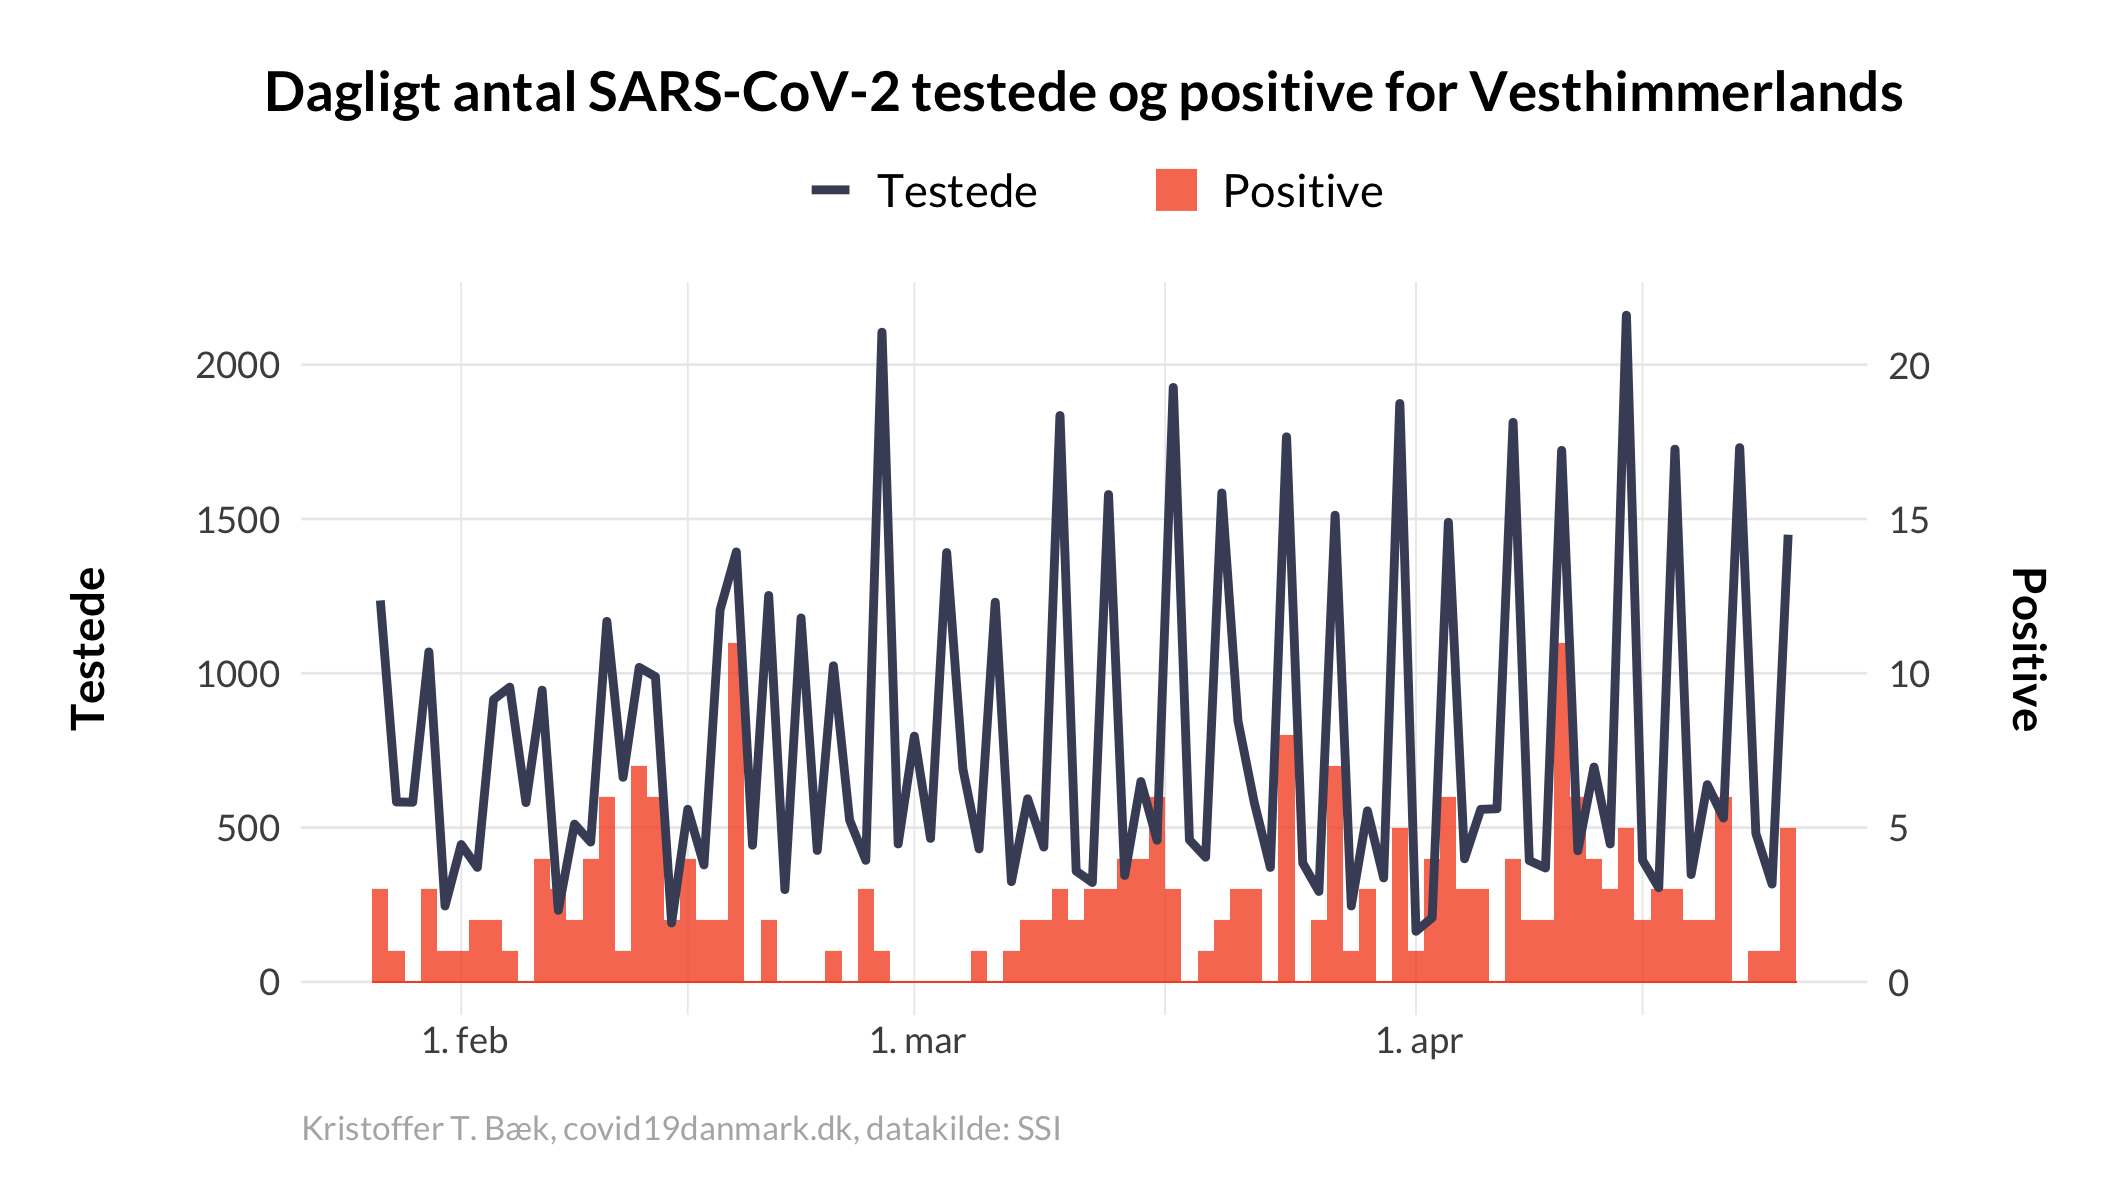 Dagligt antal SARS-CoV-2 testede og positive for Vesthimmerlands
Testede
Positive
Testede
2000
1500
1000
500
0
20
15
10
5
0
Positive
1. feb
1. mar
1. apr
Kristoffer T. Bæk, covid19danmark.dk, datakilde: SSI